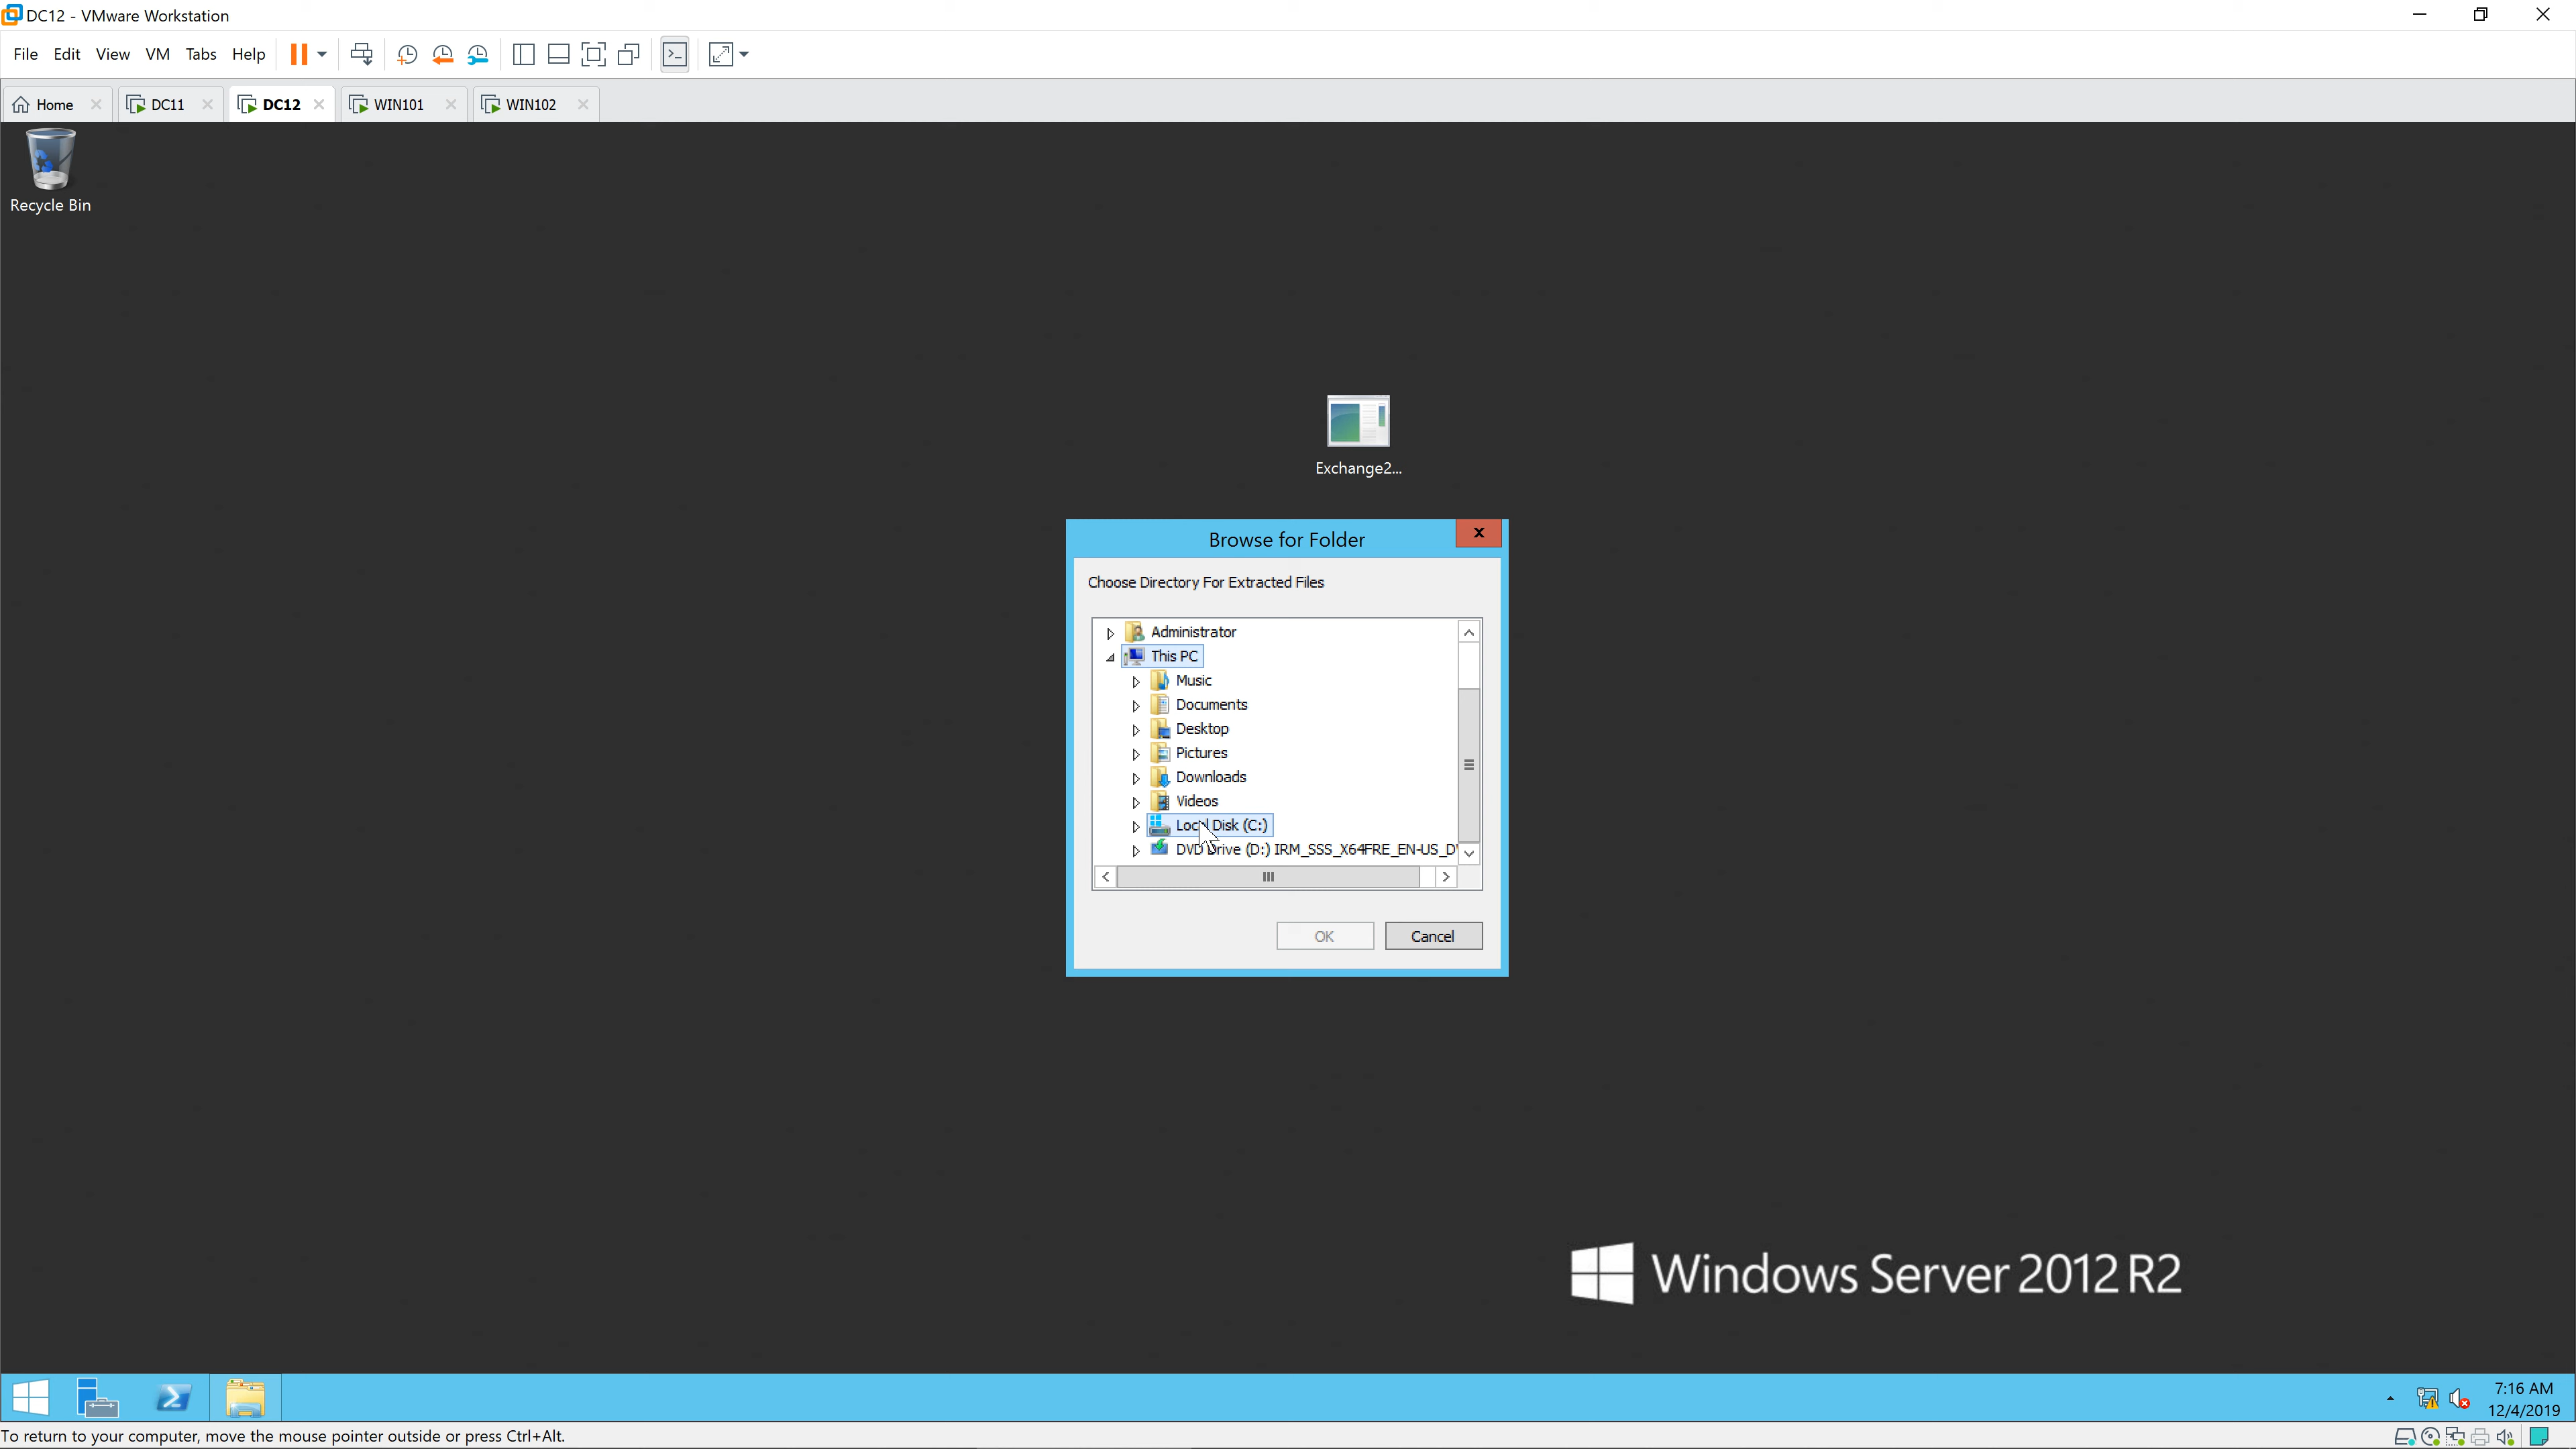 DC12 - VMware Workstation
File Edit View VM Tabs Help
Home DC11 DC12 WIN101 WIN102
Recycle Bin
Exchange2...
Browse for Folder
Choose Directory For Extracted Files
Administrator
This PC
Music
Documents
Desktop
Pictures
Downloads
Videos
Local Disk (C:)
DVD Drive (D:) IRM_SSS_X64FRE_EN-US_D
OK Cancel
Windows Server 2012 R2
7:16 AM
12/4/2019
To return to your computer, move the mouse pointer outside or press Ctrl+Alt.